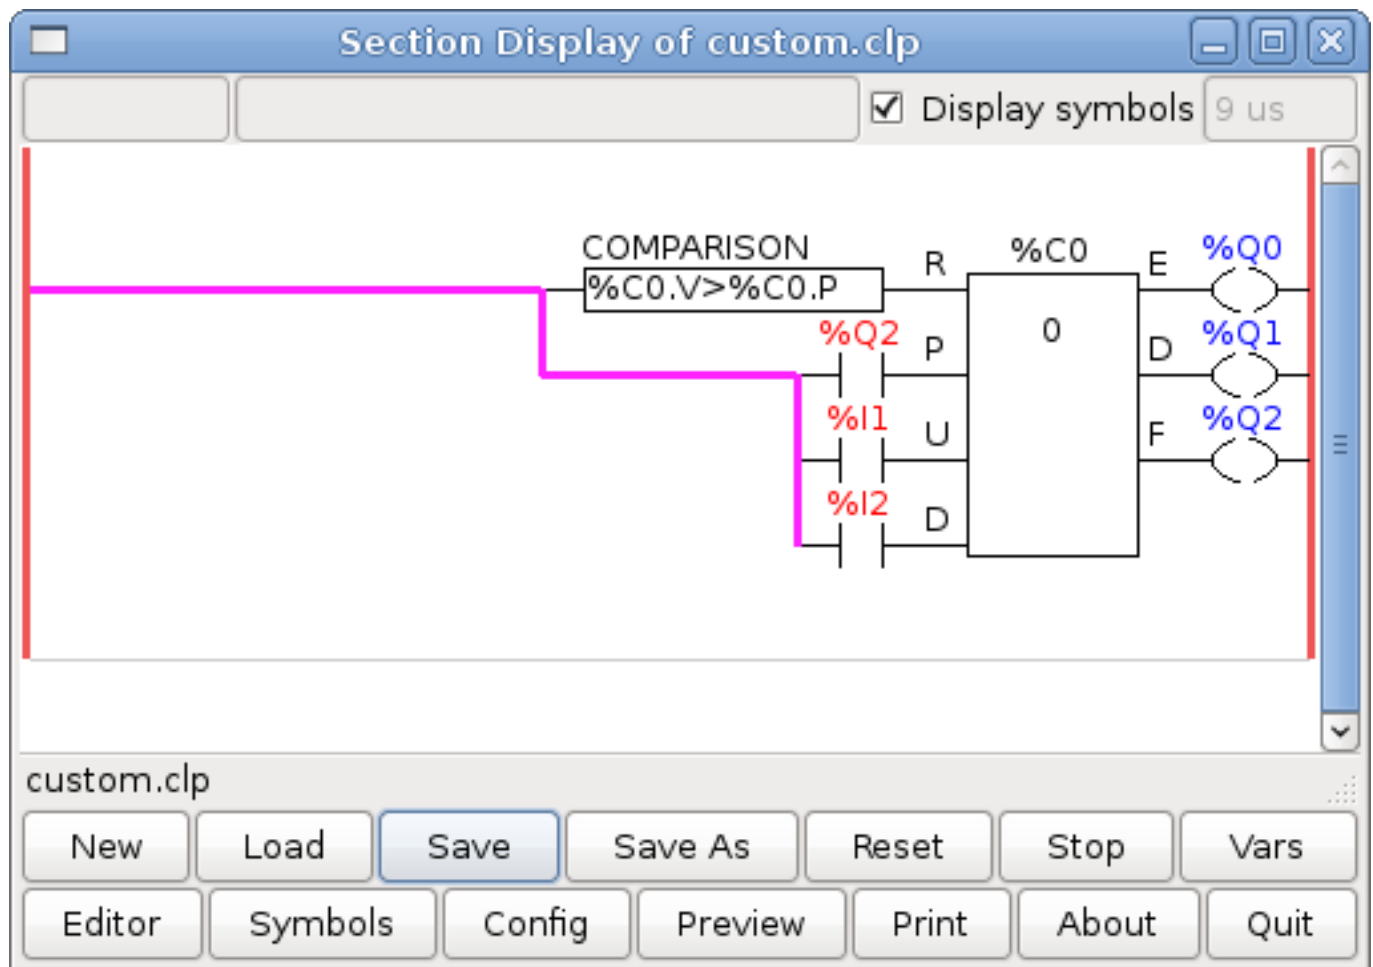 Section Display of custom.clp
Display symbols 9 us
COMPARISON R %C0 E %Q0
%C0.V>%C0.P
%Q2 P 0 D %Q1
%I1 U F %Q2
%I2 D
custom.clp
New Load Save Save As Reset Stop Vars
Editor Symbols Config Preview Print About Quit